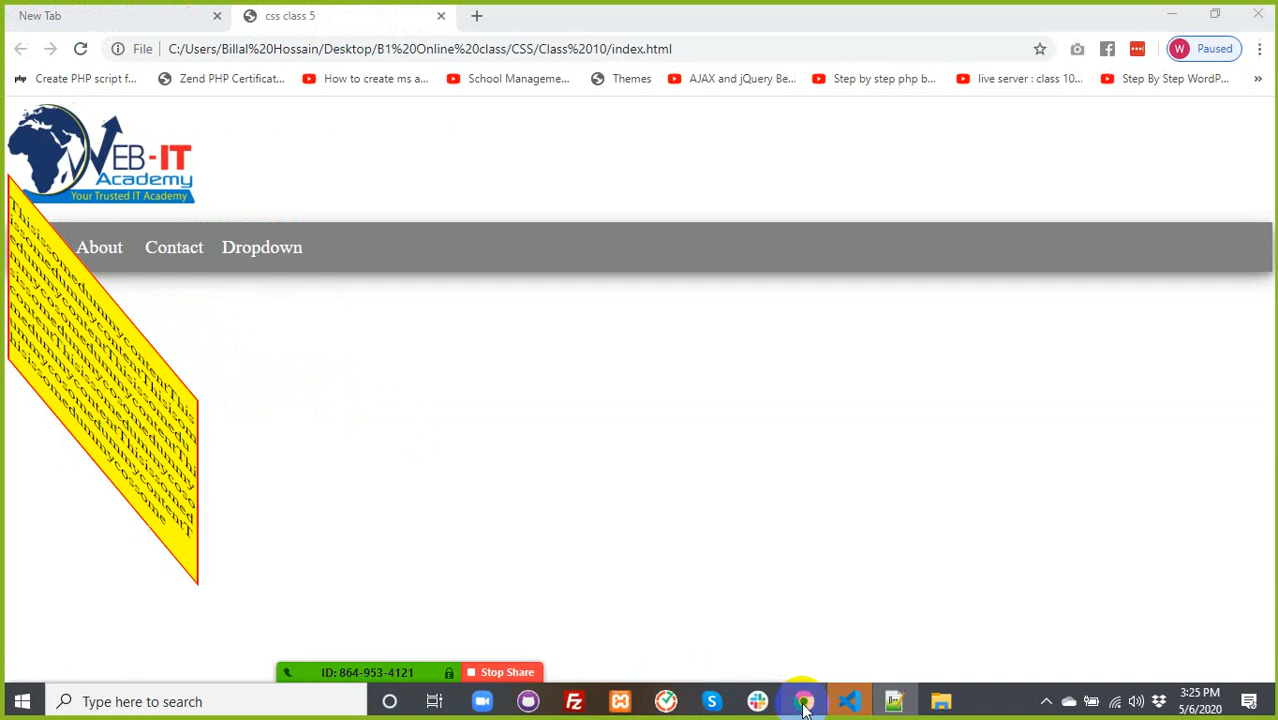 New Tab
css class 5
File
C:/Users/Billal%20Hossain/Desktop/B1%20Online%20class/CSS/Class%2010/index.html
W Paused
php Create PHP script f...
Zend PHP Certificat...
How to create ms a...
School Manageme...
Themes
AJAX and jQuery Be...
Step by step php b...
live server : class 10...
Step By Step WordP...
»
WEB-IT
Academy
Your Trusted IT Academy
About
Contact
Dropdown
ID: 864-953-4121
Stop Share
Type here to search
3:25 PM
5/6/2020